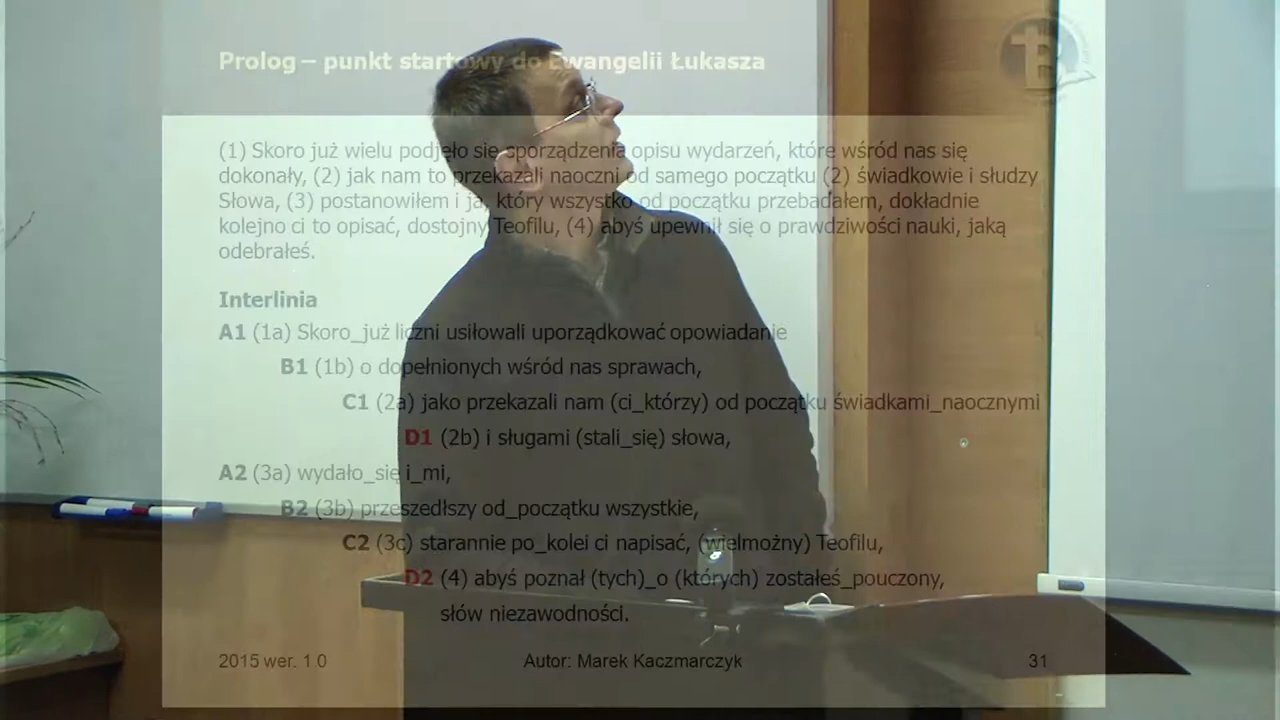 Prolog – punkt startowy do Ewangelii Łukasza
(1) Skoro już wielu podjęło się sporządzenia opisu wydarzeń, które wśród nas się
dokonały, (2) jak nam to przekazali naoczni od samego początku (2) świadkowie i słudzy
Słowa, (3) postanowiłem i ja, który wszystko od początku przebadałem, dokładnie
kolejno ci to opisać, dostojny Teofilu, (4) abyś upewnił się o prawdziwości nauki, jaką
odebrałeś.
Interlinia
A1 (1a) Skoro_już liczni usiłowali uporządkować opowiadanie
B1 (1b) o dopełnionych wśród nas sprawach,
C1 (2a) jako przekazali nam (ci_którzy) od początku świadkami_naocznymi
D1 (2b) i sługami (stali_się) słowa,
A2 (3a) wydało_się i_mi,
B2 (3b) przeszedłszy od_początku wszystkie,
C2 (3c) starannie po_kolei ci napisać, (wielmożny) Teofilu,
D2 (4) abyś poznał (tych)_o (których) zostałeś_pouczony,
słów niezawodności.
2015 wer. 1.0 Autor: Marek Kaczmarczyk 31